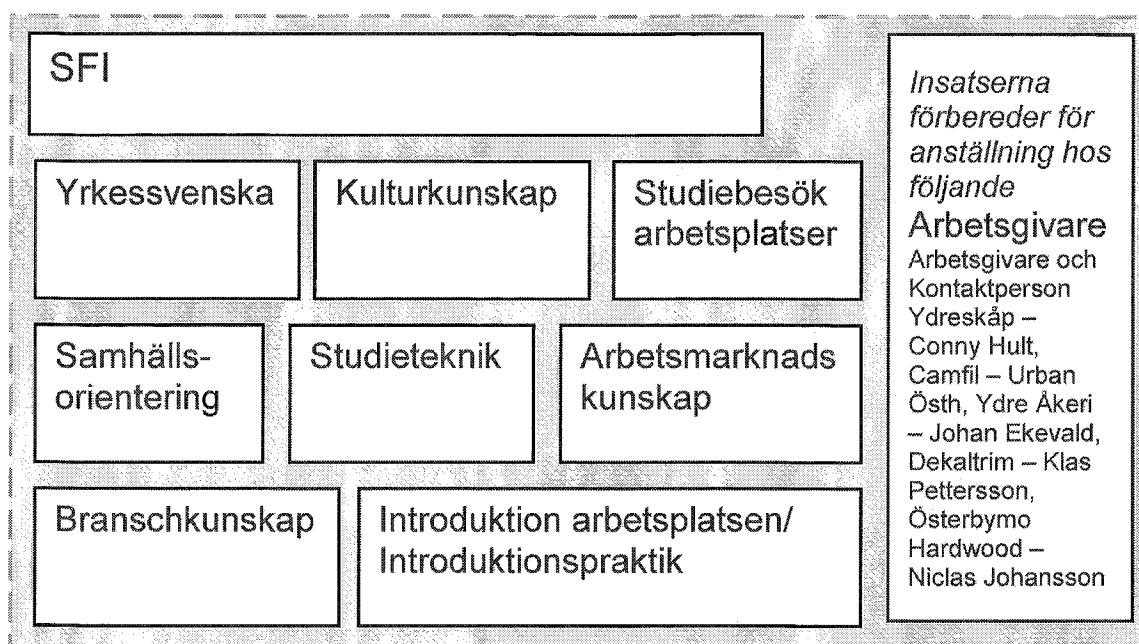 SFI
Yrkessvenska
Kulturkunskap
Studiebesök
arbetsplatser
Samhälls-
orientering
Studieteknik
Arbetsmarknads
kunskap
Branschkunskap
Introduktion arbetsplatsen/
Introduktionspraktik
Insatserna
förbereder för
anställning hos
följande
Arbetsgivare
Arbetsgivare och
Kontaktperson
Ydreskåp –
Conny Hult,
Camfil – Urban
Östh, Ydre Åkeri
– Johan Ekevald,
Dekaltrim – Klas
Pettersson,
Österbymo
Hardwood –
Niclas Johansson